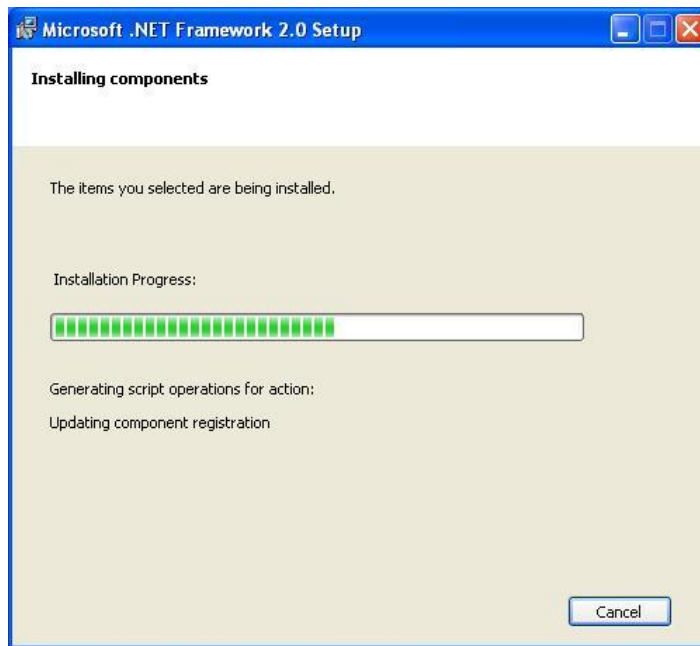 Microsoft .NET Framework 2.0 Setup
Installing components
The items you selected are being installed.
Installation Progress:
Generating script operations for action:
Updating component registration
Cancel